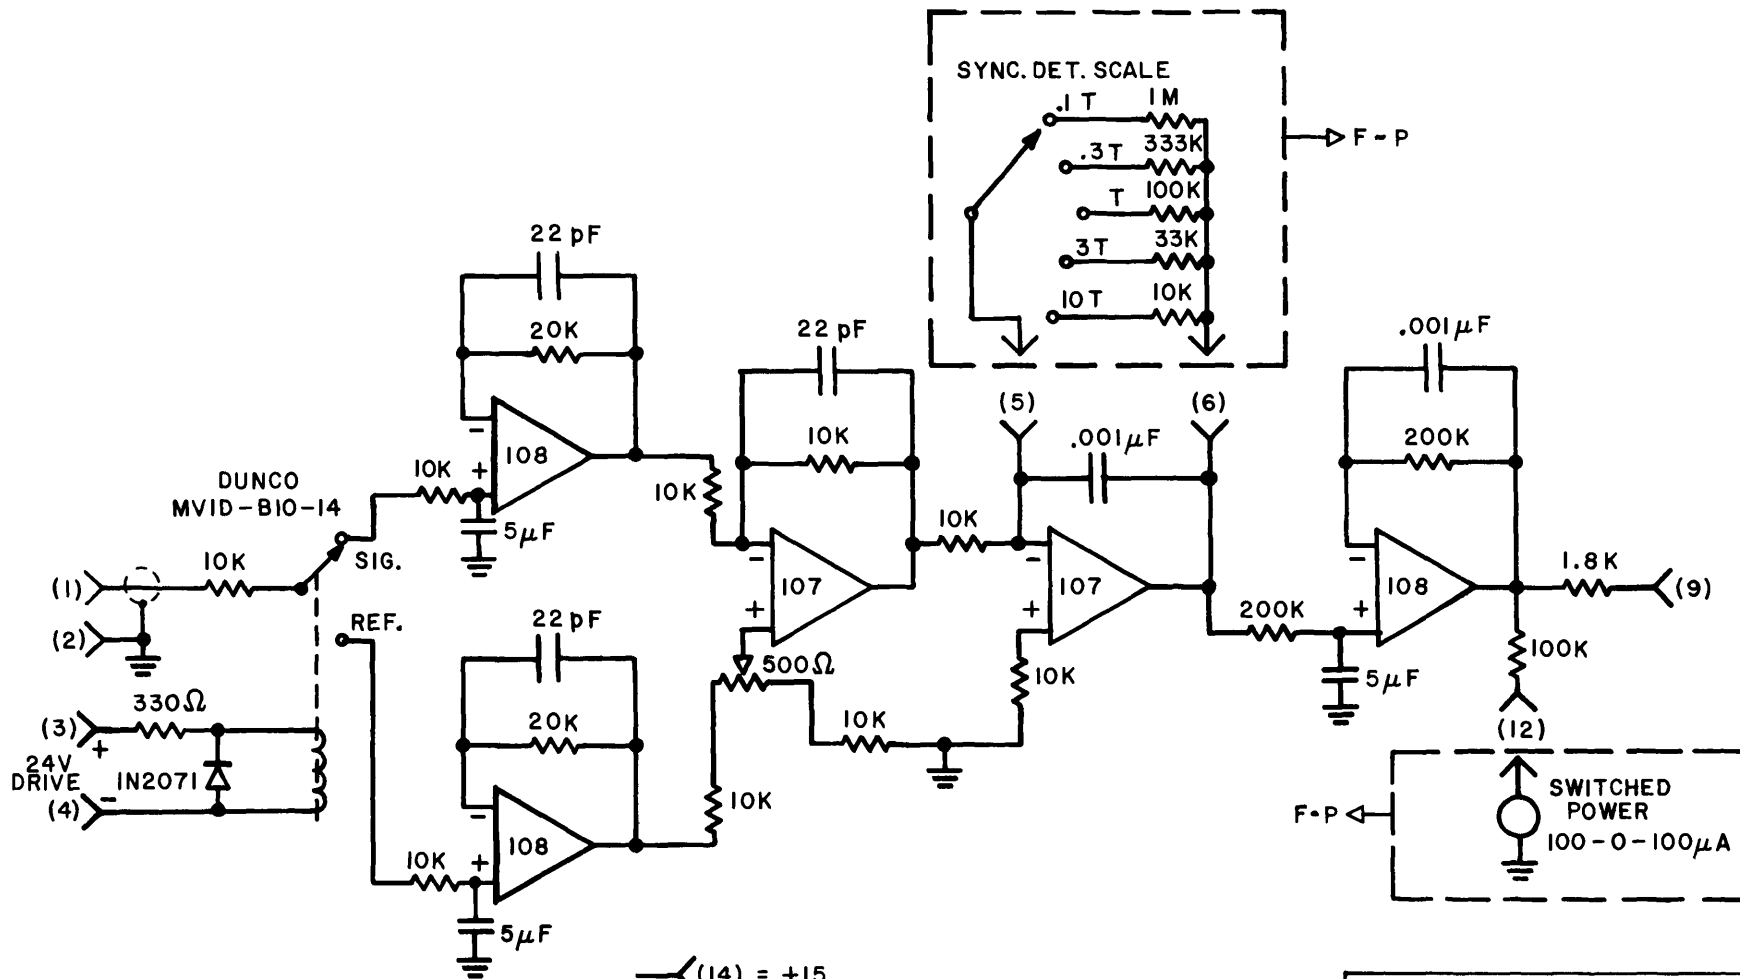 SYNC. DET. SCALE
.1 T
1M
.3T
333K
T
100K
3T
33K
10T
10K
F-P
22 pF
20K
108
-
+
10K
5µF
DUNCO
MVID-B10-14
SIG.
(1)
10K
(2)
REF.
330Ω
(3)
+
24V
DRIVE
(4)
-
1N2071
22 pF
20K
108
-
+
10K
5µF
10K
22 pF
10K
107
-
+
500Ω
10K
10K
(5)
(6)
.001µF
10K
107
-
+
10K
.001µF
200K
108
-
+
200K
5µF
1.8K
(9)
100K
(12)
SWITCHED
POWER
100-0-100µA
F-P
(14) = +15